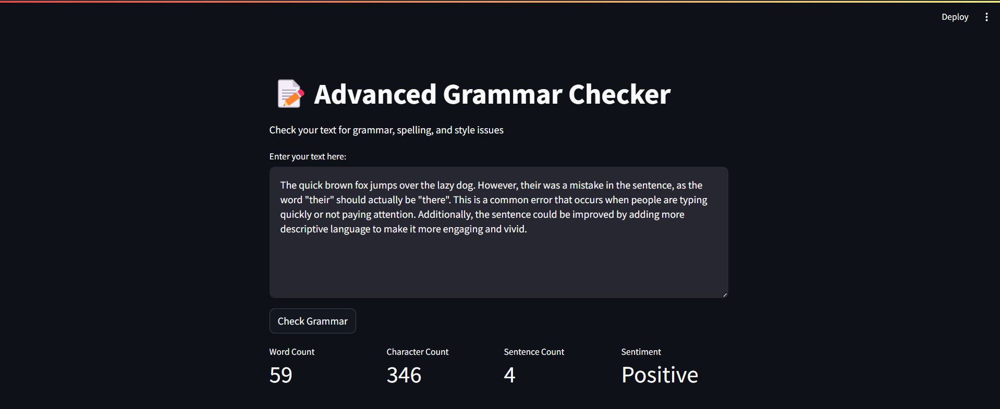 Deploy
Advanced Grammar Checker
Check your text for grammar, spelling, and style issues
Enter your text here:
The quick brown fox jumps over the lazy dog. However, their was a mistake in the sentence, as the
word "their" should actually be "there". This is a common error that occurs when people are typing
quickly or not paying attention. Additionally, the sentence could be improved by adding more
descriptive language to make it more engaging and vivid.
Check Grammar
Word Count
59
Character Count
346
Sentence Count
4
Sentiment
Positive